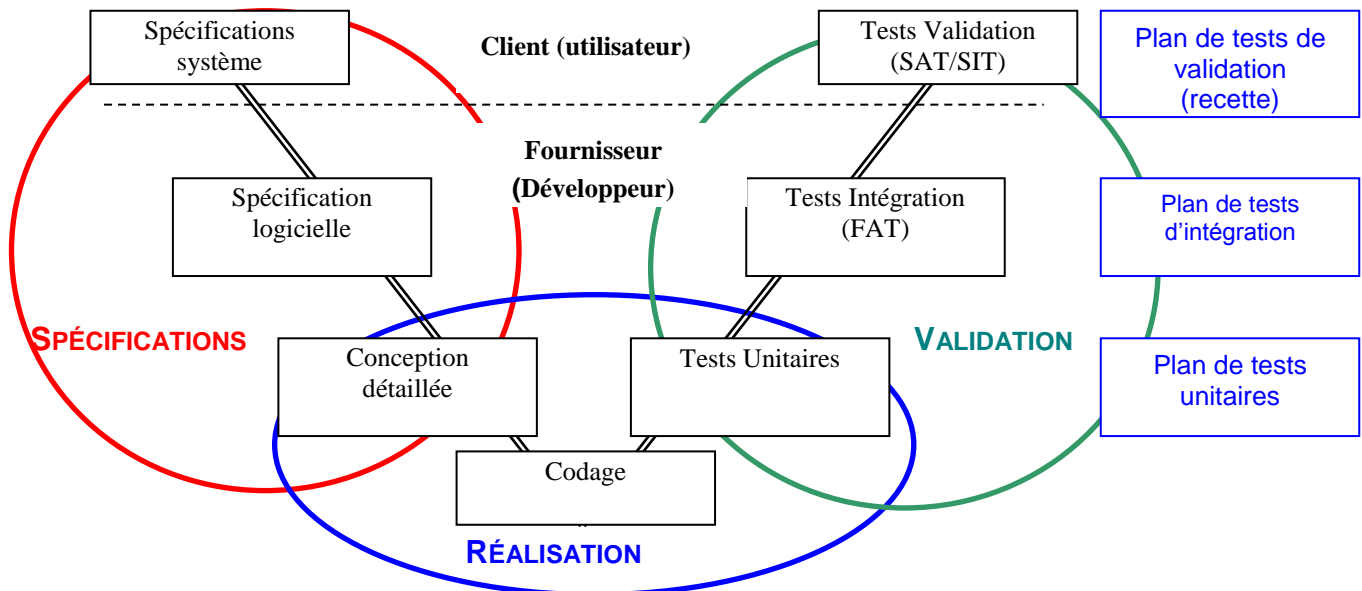 Spécifications
système
Client (utilisateur)
Tests Validation
(SAT/SIT)
Plan de tests de
validation
(recette)
Fournisseur
(Développeur)
Spécification
logicielle
Tests Intégration
(FAT)
Plan de tests
d'intégration
SPÉCIFICATIONS
VALIDATION
Conception
détaillée
Tests Unitaires
Plan de tests
unitaires
Codage
RÉALISATION